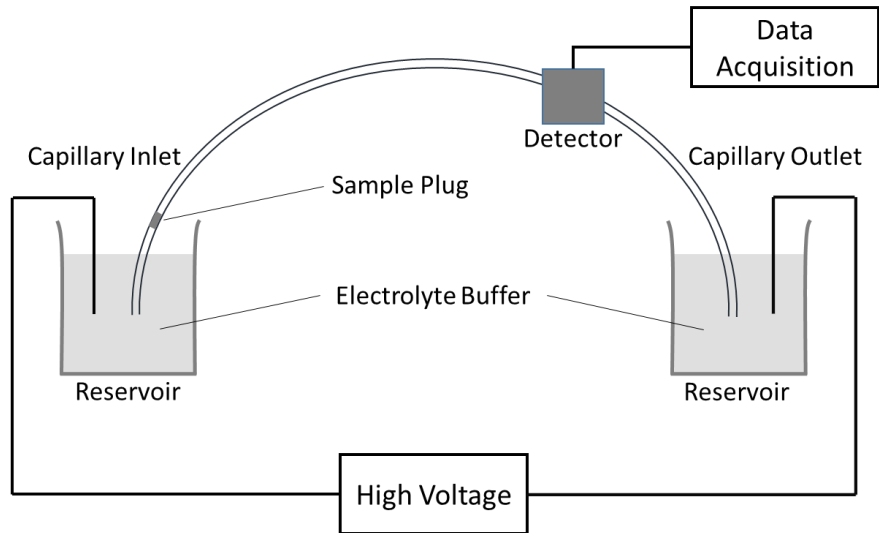 Data
Acquisition
Detector
Capillary Inlet
Capillary Outlet
Sample Plug
Electrolyte Buffer
Reservoir
Reservoir
High Voltage